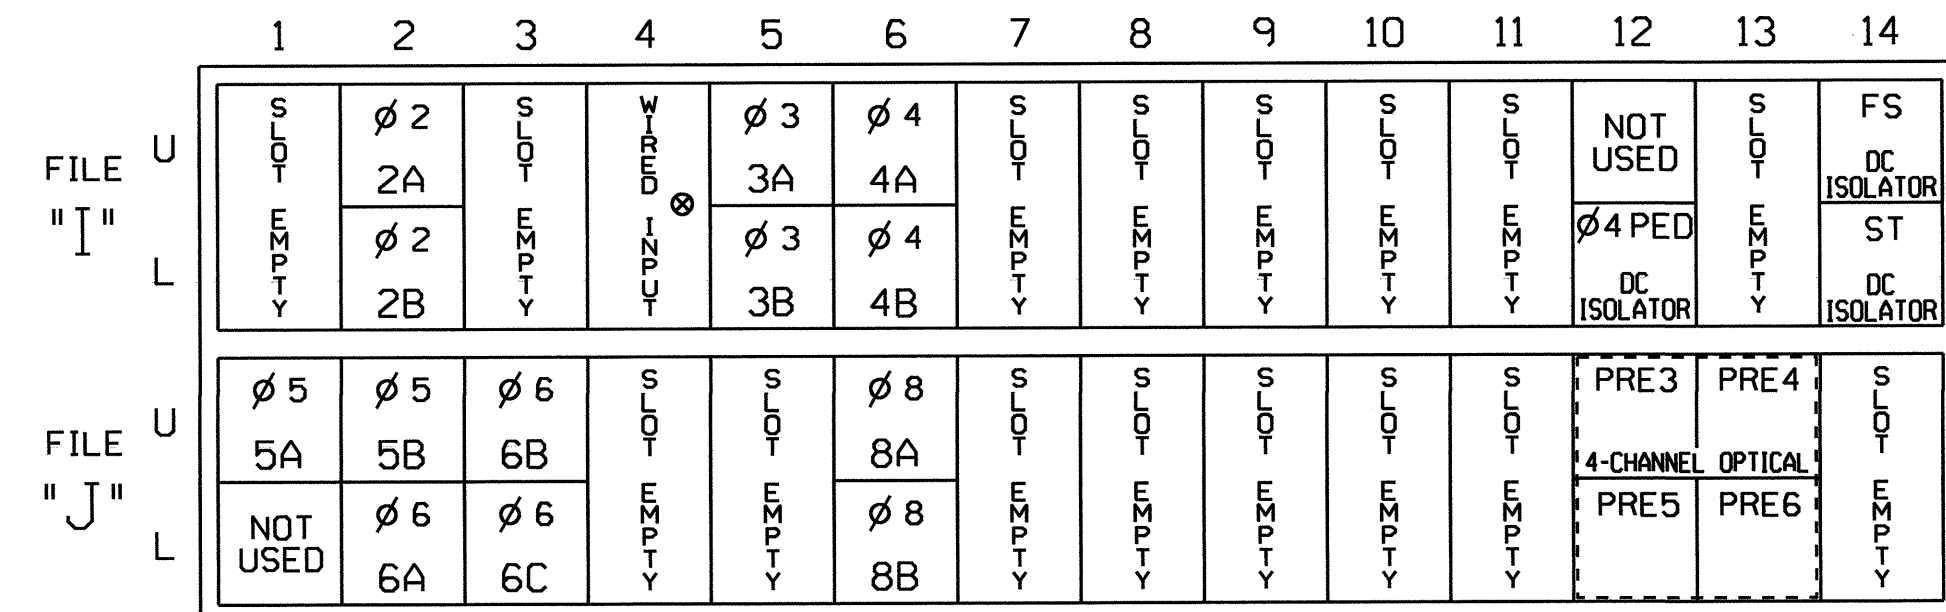 1 2 3 4 5 6 7 8 9 10 11 12 13 14
FILE "I"
U
L
SLOT EMPTY
Ø 2
2A
Ø 2
2B
SLOT EMPTY
WIRED INPUT
⊗
Ø 3
3A
Ø 3
3B
Ø 4
4A
Ø 4
4B
SLOT EMPTY
SLOT EMPTY
SLOT EMPTY
SLOT EMPTY
SLOT EMPTY
NOT
USED
Ø4 PED
DC
ISOLATOR
SLOT EMPTY
FS
DC
ISOLATOR
ST
DC
ISOLATOR
FILE "J"
U
L
Ø 5
5A
NOT
USED
Ø 5
5B
Ø 6
6A
Ø 6
6B
Ø 6
6C
SLOT EMPTY
SLOT EMPTY
Ø 8
8A
Ø 8
8B
SLOT EMPTY
SLOT EMPTY
SLOT EMPTY
SLOT EMPTY
SLOT EMPTY
PRE3 PRE4
4-CHANNEL OPTICAL
PRE5 PRE6
SLOT EMPTY